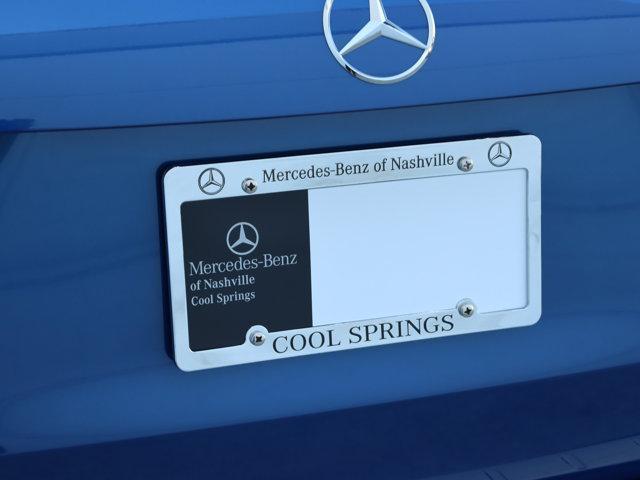 Mercedes-Benz of Nashville
Mercedes-Benz
of Nashville
Cool Springs
COOL SPRINGS